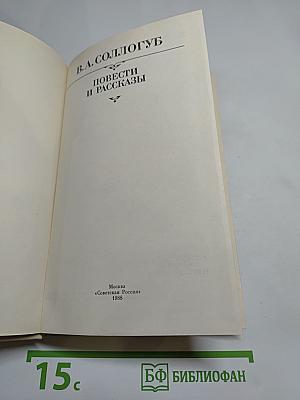 В.А.СОЛЛОГУБ
ПОВЕСТИ
И РАССКАЗЫ
Москва
«Советская Россия»
1988
15с
БФ БИБЛИОФАН